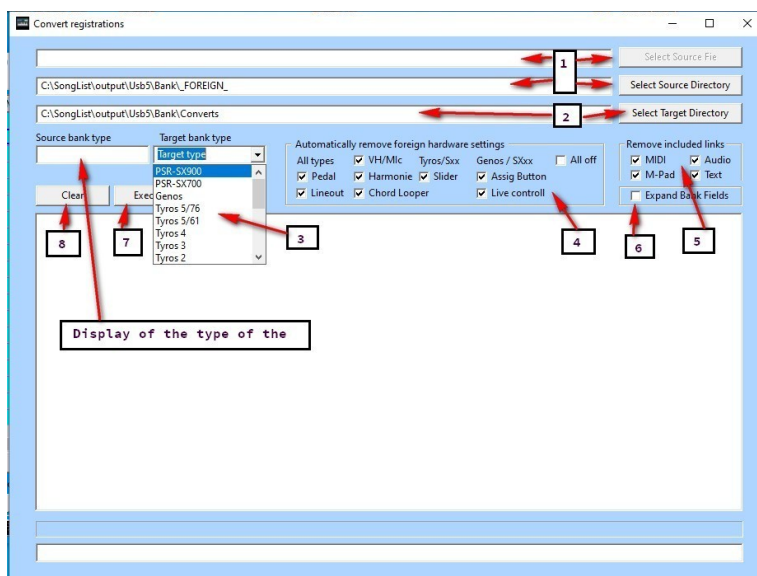 Convert registrations
1
Select Source Fie
C:\SongList\output\Usb5\Bank\_FOREIGN_
Select Source Directory
C:\SongList\output\Usb5\Bank\Converts
2
Select Target Directory
Source bank type
Target bank type
Target type
PSR-SX900
PSR-SX700
Genos
Tyros 5/76
Tyros 5/61
Tyros 4
Tyros 3
Tyros 2
3
Automatically remove foreign hardware settings
All types VH/MIc Tyros/Sxx Genos / SXxx All off
Pedal Harmonie Slider Assig Button
Lineout Chord Looper Live controll
4
Remove included links
MIDI Audio
M-Pad Text
Expand Bank Fields
5
6
Clear
Exec
8
7
Display of the type of the